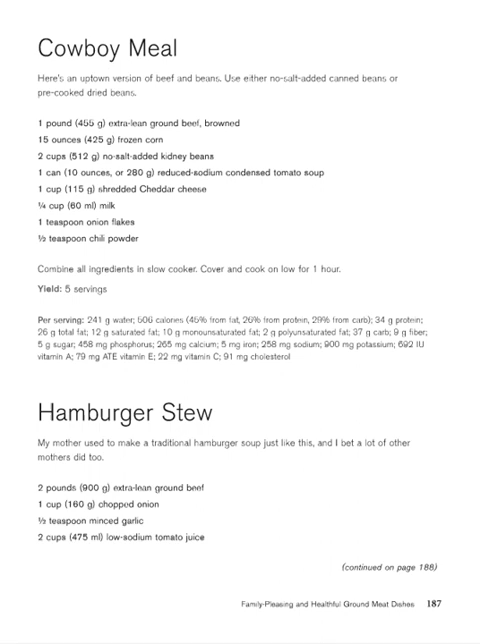 Cowboy Meal
Here's an uptown version of beef and beans. Use either no-salt-added canned beans or
pre-cooked dried beans.
1 pound (455 g) extra-lean ground beef, browned
15 ounces (425 g) frozen corn
2 cups (512 g) no-salt-added kidney beans
1 can (10 ounces, or 280 g) reduced-sodium condensed tomato soup
1 cup (115 g) shredded Cheddar cheese
¼ cup (60 ml) milk
1 teaspoon onion flakes
½ teaspoon chili powder
Combine all ingredients in slow cooker. Cover and cook on low for 1 hour.
Yield: 5 servings
Per serving: 241 g water; 506 calories (45% from fat, 26% from protein, 29% from carb); 34 g protein;
26 g total fat; 12 g saturated fat; 10 g monounsaturated fat; 2 g polyunsaturated fat; 37 g carb; 9 g fiber;
5 g sugar; 458 mg phosphorus; 265 mg calcium; 5 mg iron; 258 mg sodium; 900 mg potassium; 692 IU
vitamin A; 79 mg ATE vitamin E; 22 mg vitamin C; 91 mg cholesterol
Hamburger Stew
My mother used to make a traditional hamburger soup just like this, and I bet a lot of other
mothers did too.
2 pounds (900 g) extra-lean ground beef
1 cup (160 g) chopped onion
½ teaspoon minced garlic
2 cups (475 ml) low-sodium tomato juice
(continued on page 188)
Family-Pleasing and Healthful Ground Meat Dishes 187